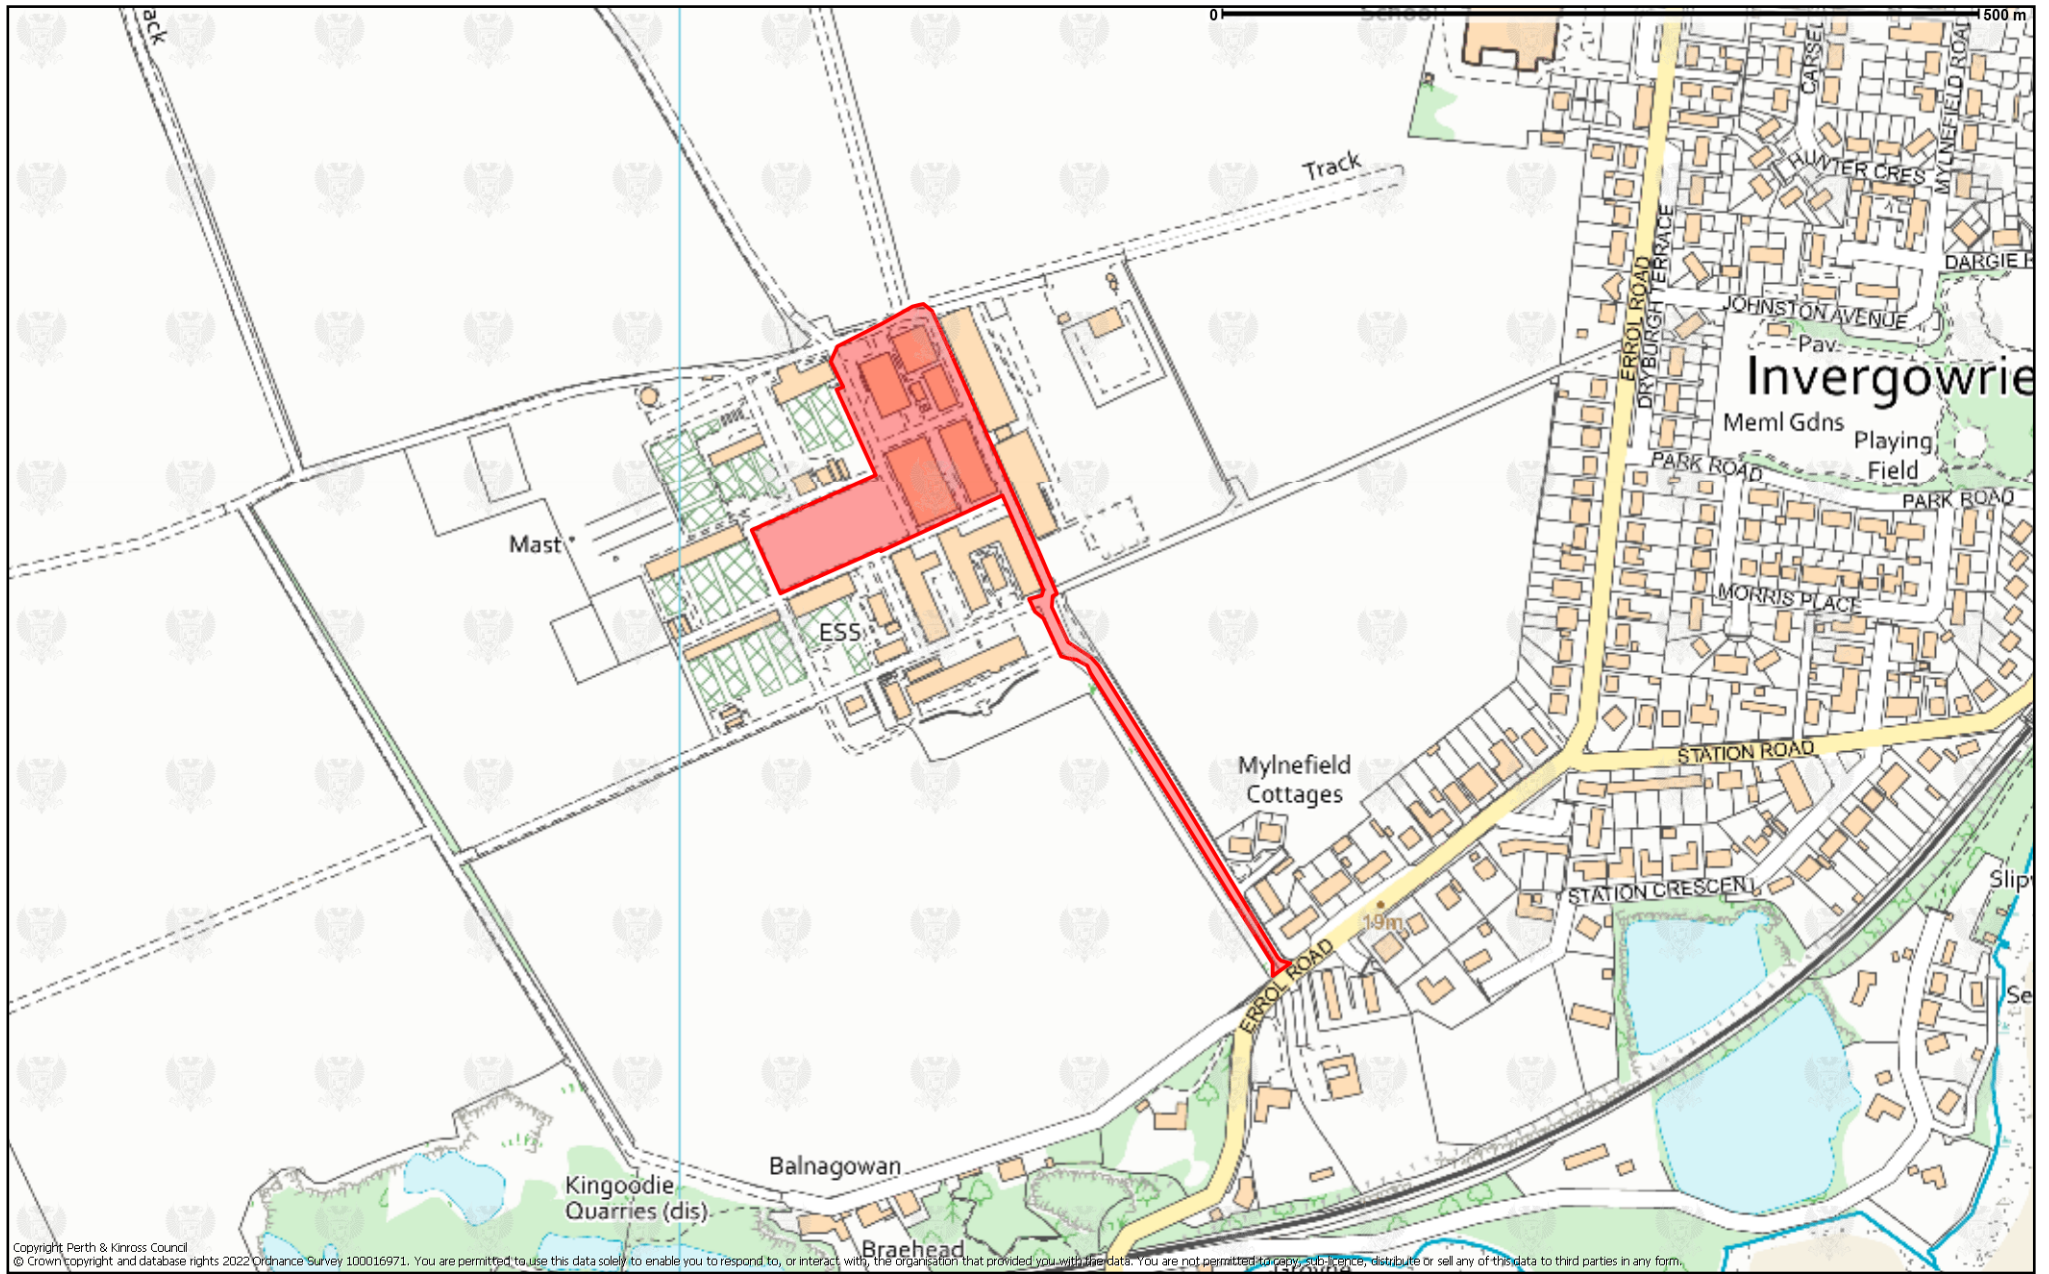 0
500 m
School
ack
CARSE
MYLNEFIELD ROAD
Track
HUNTER CRES
DRYBURGH TERRACE
ERROL ROAD
DARGIE
JOHNSTON AVENUE
Pav
Invergowrie
Meml Gdns
Playing
Field
PARK ROAD
PARK ROAD
Mast
MORRIS PLACE
ESS
STATION ROAD
Mylnefield
Cottages
STATION CRESCENT
Slip
19m
ERROL ROAD
Se
Balnagowan
Kingoodie
Quarries (dis)
Braehead
Groyne
Copyright Perth & Kinross Council
© Crown copyright and database rights 2022 Ordnance Survey 100016971. You are permitted to use this data solely to enable you to respond to, or interact with, the organisation that provided you with the data. You are not permitted to copy, sub-licence, distribute or sell any of this data to third parties in any form.